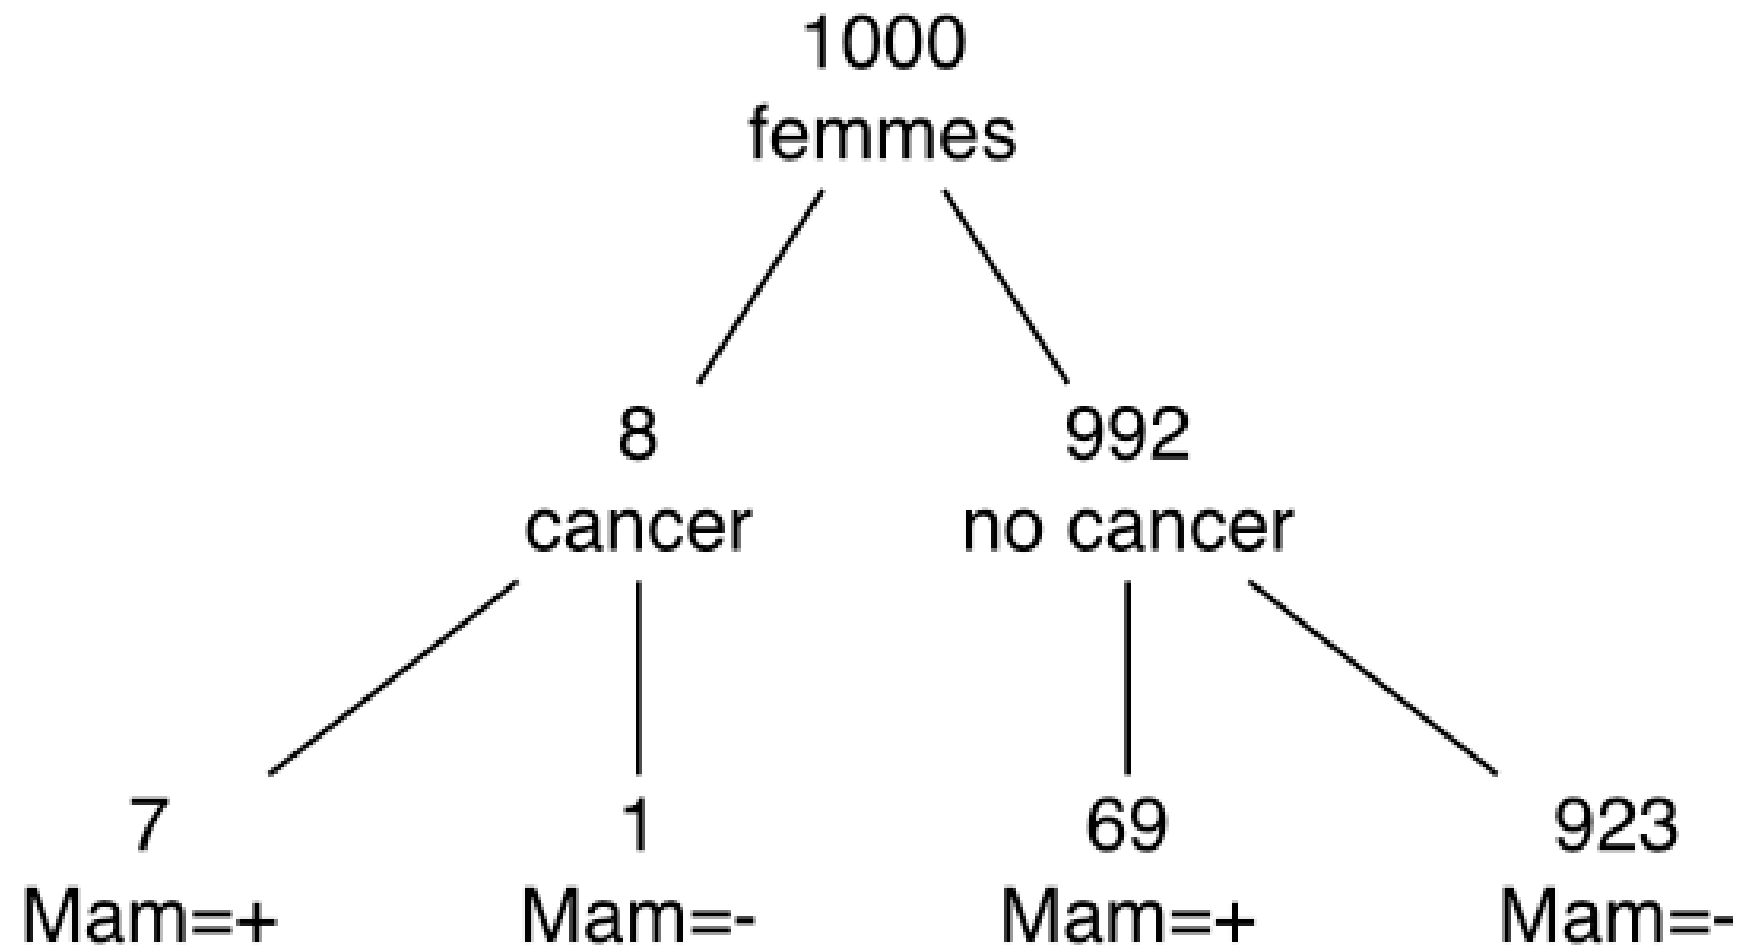 1000
femmes
8 992
cancer no cancer
7 1 69 923
Mam=+ Mam=- Mam=+ Mam=-